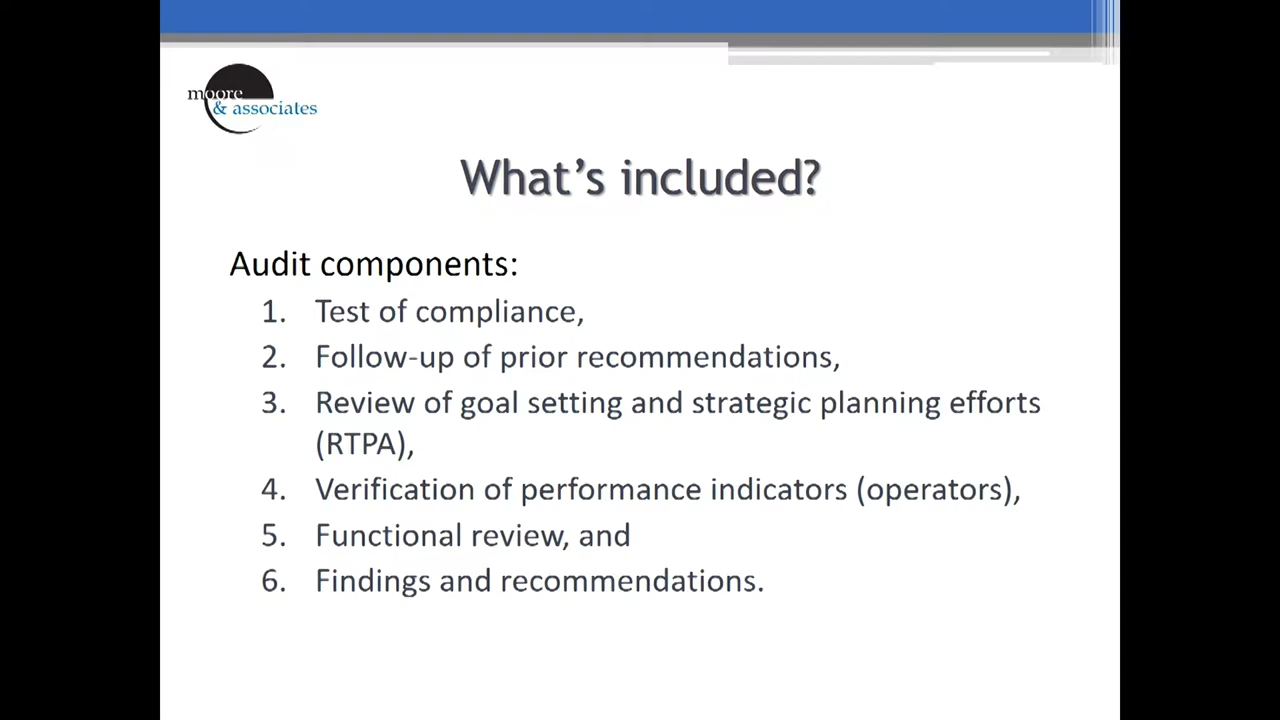 moore
& associates
What's included?
Audit components:
1. Test of compliance,
2. Follow-up of prior recommendations,
3. Review of goal setting and strategic planning efforts
(RTPA),
4. Verification of performance indicators (operators),
5. Functional review, and
6. Findings and recommendations.